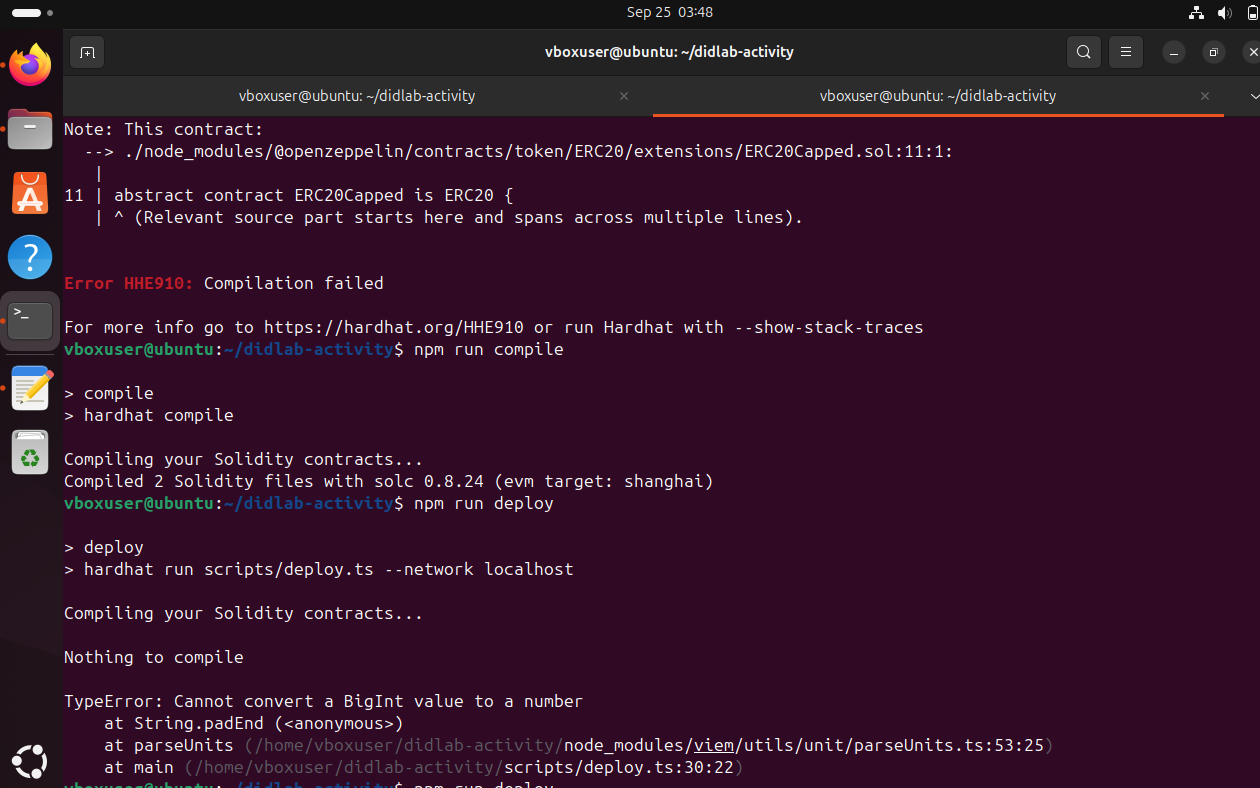 Sep 25 03:48
vboxuser@ubuntu: ~/didlab-activity
vboxuser@ubuntu: ~/didlab-activity
vboxuser@ubuntu: ~/didlab-activity
Note: This contract:
  --> ./node_modules/@openzeppelin/contracts/token/ERC20/extensions/ERC20Capped.sol:11:1:
   |
11 | abstract contract ERC20Capped is ERC20 {
   | ^ (Relevant source part starts here and spans across multiple lines).
Error HHE910: Compilation failed
For more info go to https://hardhat.org/HHE910 or run Hardhat with --show-stack-traces
vboxuser@ubuntu:~/didlab-activity$ npm run compile
> compile
> hardhat compile
Compiling your Solidity contracts...
Compiled 2 Solidity files with solc 0.8.24 (evm target: shanghai)
vboxuser@ubuntu:~/didlab-activity$ npm run deploy
> deploy
> hardhat run scripts/deploy.ts --network localhost
Compiling your Solidity contracts...
Nothing to compile
TypeError: Cannot convert a BigInt value to a number
    at String.padEnd (<anonymous>)
    at parseUnits (/home/vboxuser/didlab-activity/node_modules/viem/utils/unit/parseUnits.ts:53:25)
    at main (/home/vboxuser/didlab-activity/scripts/deploy.ts:30:22)
vboxuser@ubuntu:~/didlab-activity$ npm run deploy